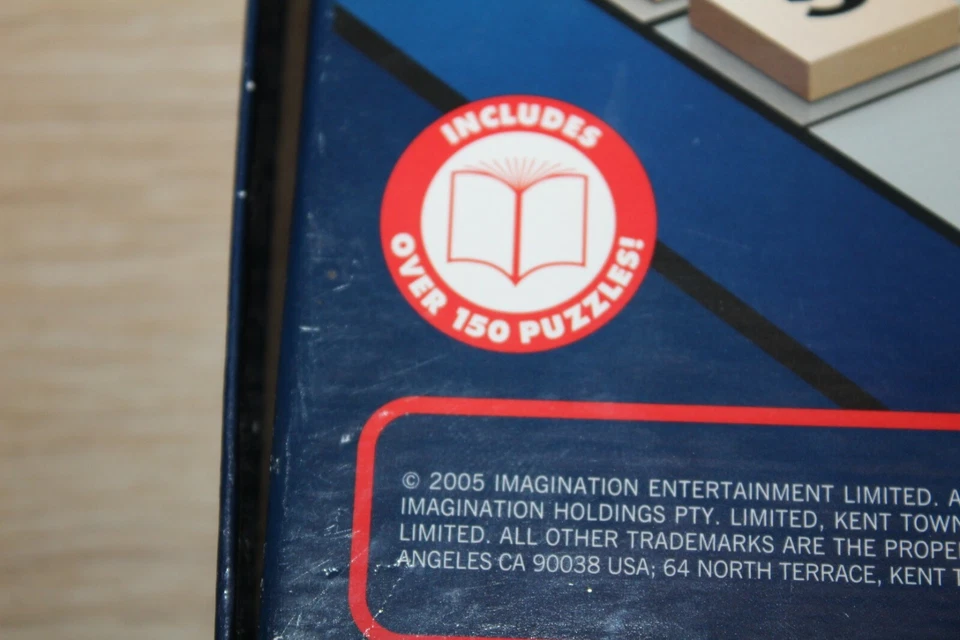 INCLUDES
OVER 150 PUZZLES!
© 2005 IMAGINATION ENTERTAINMENT LIMITED. A
IMAGINATION HOLDINGS PTY. LIMITED, KENT TOWN
LIMITED. ALL OTHER TRADEMARKS ARE THE PROPE
ANGELES CA 90038 USA; 64 NORTH TERRACE, KENT T